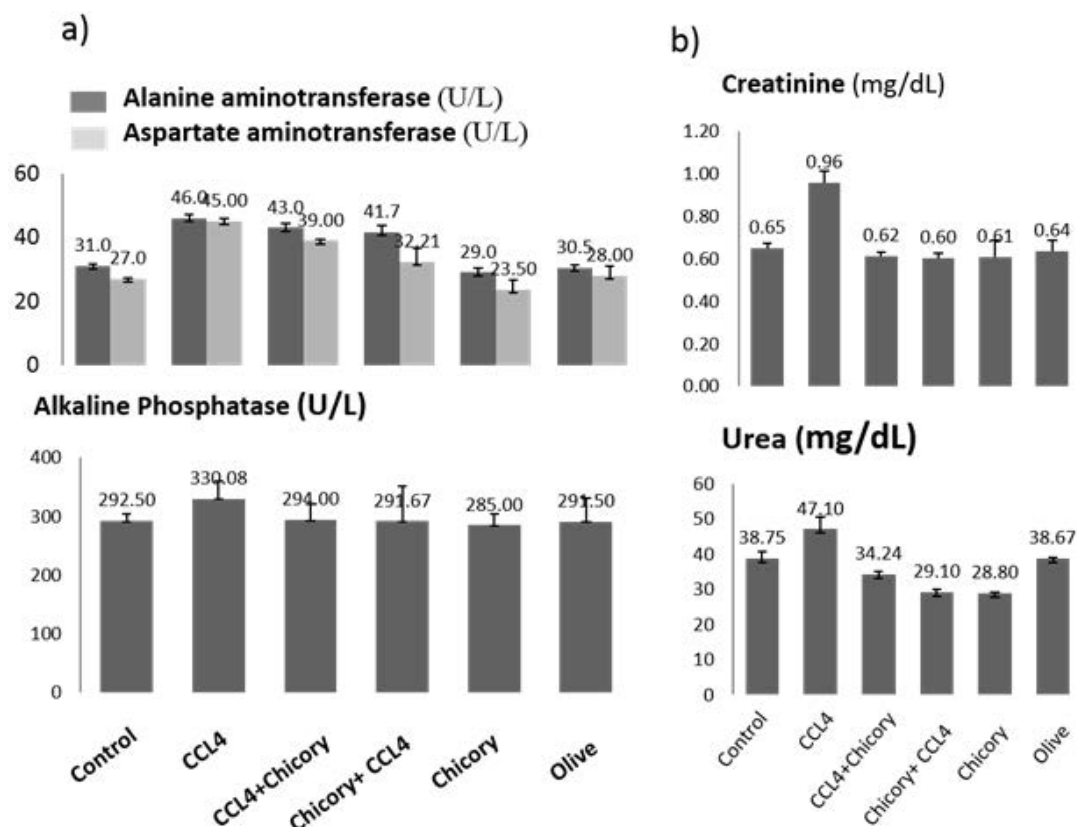 a)
Alanine aminotransferase (U/L)
Aspartate aminotransferase (U/L)
60
40
20
0
31.0
27.0
46.0
45.00
43.0
39.00
41.7
32.21
29.0
23.50
30.5
28.00
Alkaline Phosphatase (U/L)
400
300
200
100
0
292.50
330.08
294.00
291.67
285.00
291.50
Control
CCL4
CCL4+Chicory
Chicory+ CCL4
Chicory
Olive
b)
Creatinine (mg/dL)
1.20
1.00
0.80
0.60
0.40
0.20
0.00
0.65
0.96
0.62
0.60
0.61
0.64
Urea (mg/dL)
60
50
40
30
20
10
0
38.75
47.10
34.24
29.10
28.80
38.67
Control
CCL4
CCL4+Chicory
Chicory+ CCL4
Chicory
Olive